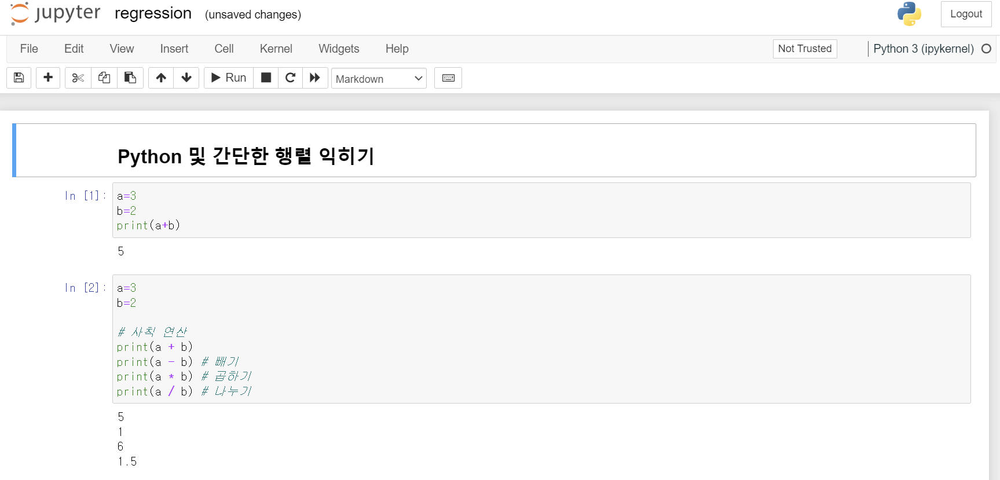 jupyter regression (unsaved changes) Logout
File Edit View Insert Cell Kernel Widgets Help Not Trusted Python 3 (ipykernel)
Run Markdown
Python 및 간단한 행렬 익히기
In [1]: a=3
b=2
print(a+b)
5
In [2]: a=3
b=2
# 사칙 연산
print(a + b)
print(a - b) # 빼기
print(a * b) # 곱하기
print(a / b) # 나누기
5
1
6
1.5